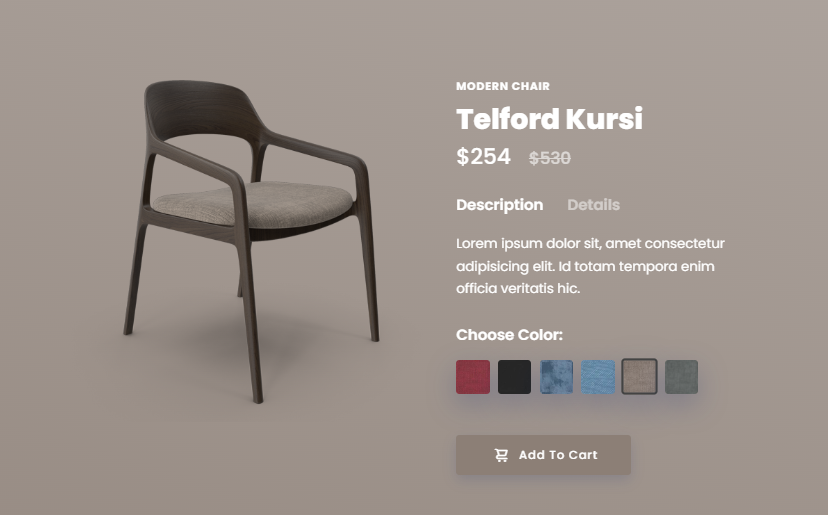 MODERN CHAIR
Telford Kursi
$254 $530
Description Details
Lorem ipsum dolor sit, amet consectetur
adipisicing elit. Id totam tempora enim
officia veritatis hic.
Choose Color:
Add To Cart